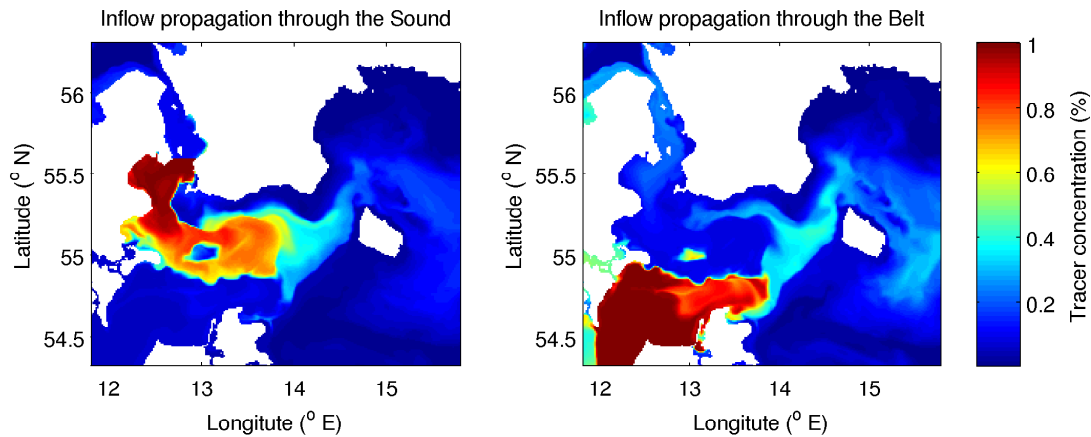 Inflow propagation through the Sound
Inflow propagation through the Belt
56
55.5
55
54.5
Latitude (° N)
12 13 14 15
Longitute (° E)
56
55.5
55
54.5
Latitude (° N)
12 13 14 15
Longitute (° E)
1
0.8
0.6
0.4
0.2
Tracer concentration (%)